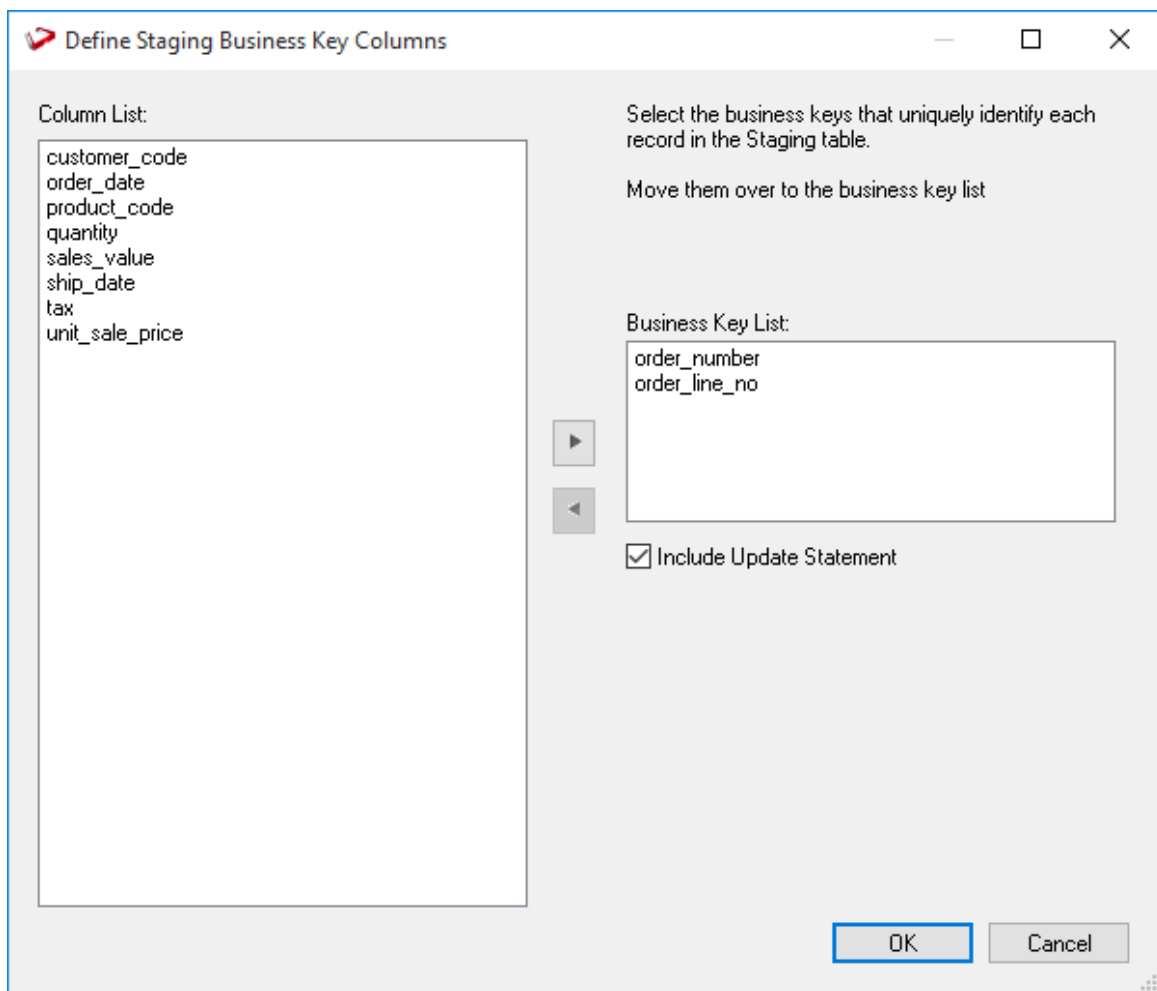 Define Staging Business Key Columns
Column List:
customer_code
order_date
product_code
quantity
sales_value
ship_date
tax
unit_sale_price
Select the business keys that uniquely identify each
record in the Staging table.
Move them over to the business key list
Business Key List:
order_number
order_line_no
Include Update Statement
OK
Cancel